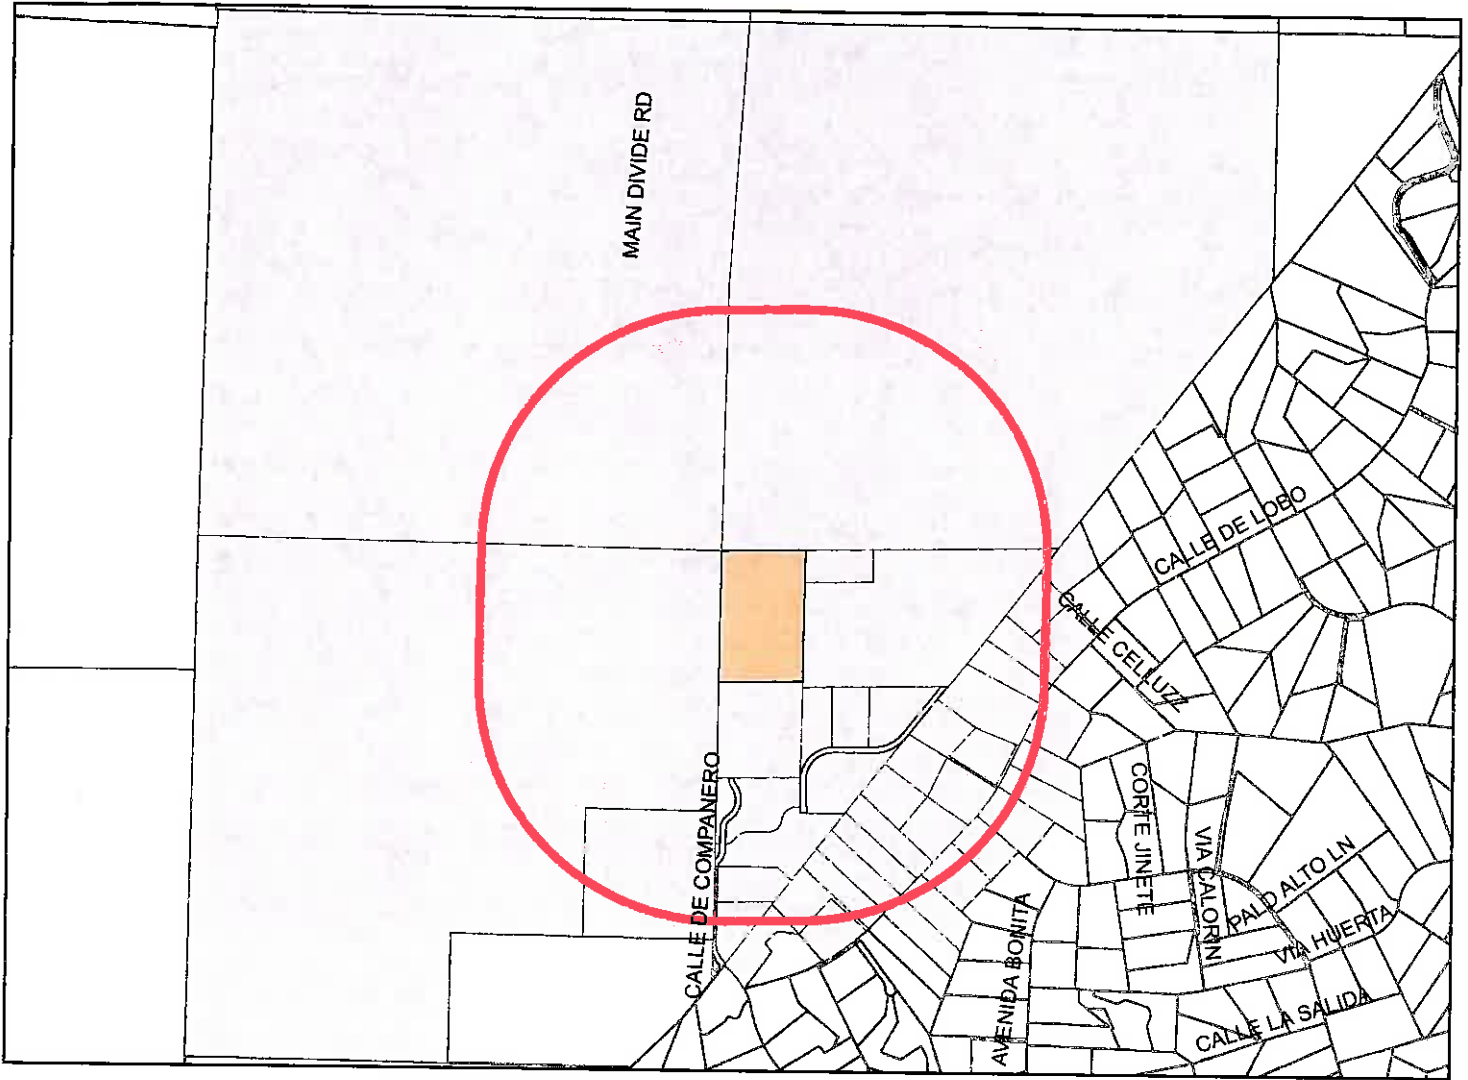 MAIN DIVIDE RD
CALLE DE LOBO
CALLE CELLUZZI
CALLE DE COMPANERO
CORTE JINETE
VIA CALORIN
PALO ALTO LN
VIA HUERTA
AVENIDA BONITA
CALLE LA SALIDA